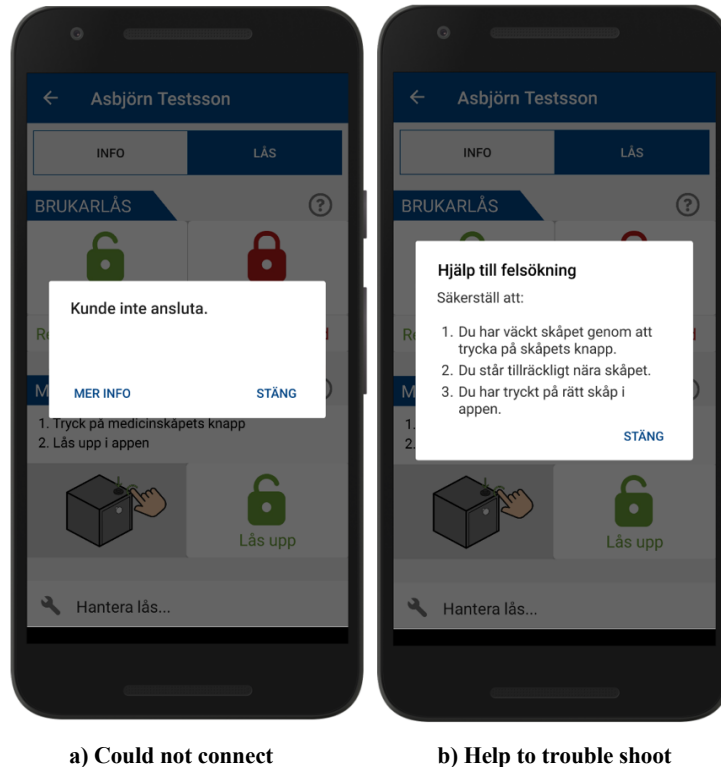 Asbjörn Testsson
INFO
LÅS
BRUKARLÅS
?
Kunde inte ansluta.
MER INFO
STÄNG
1. Tryck på medicinskåpets knapp
2. Lås upp i appen
Lås upp
Hantera lås...
a) Could not connect
Asbjörn Testsson
INFO
LÅS
BRUKARLÅS
?
Hjälp till felsökning
Säkerställ att:
1. Du har väckt skåpet genom att
trycka på skåpets knapp.
2. Du står tillräckligt nära skåpet.
3. Du har tryckt på rätt skåp i
appen.
STÄNG
1.
2.
Lås upp
Hantera lås...
b) Help to trouble shoot